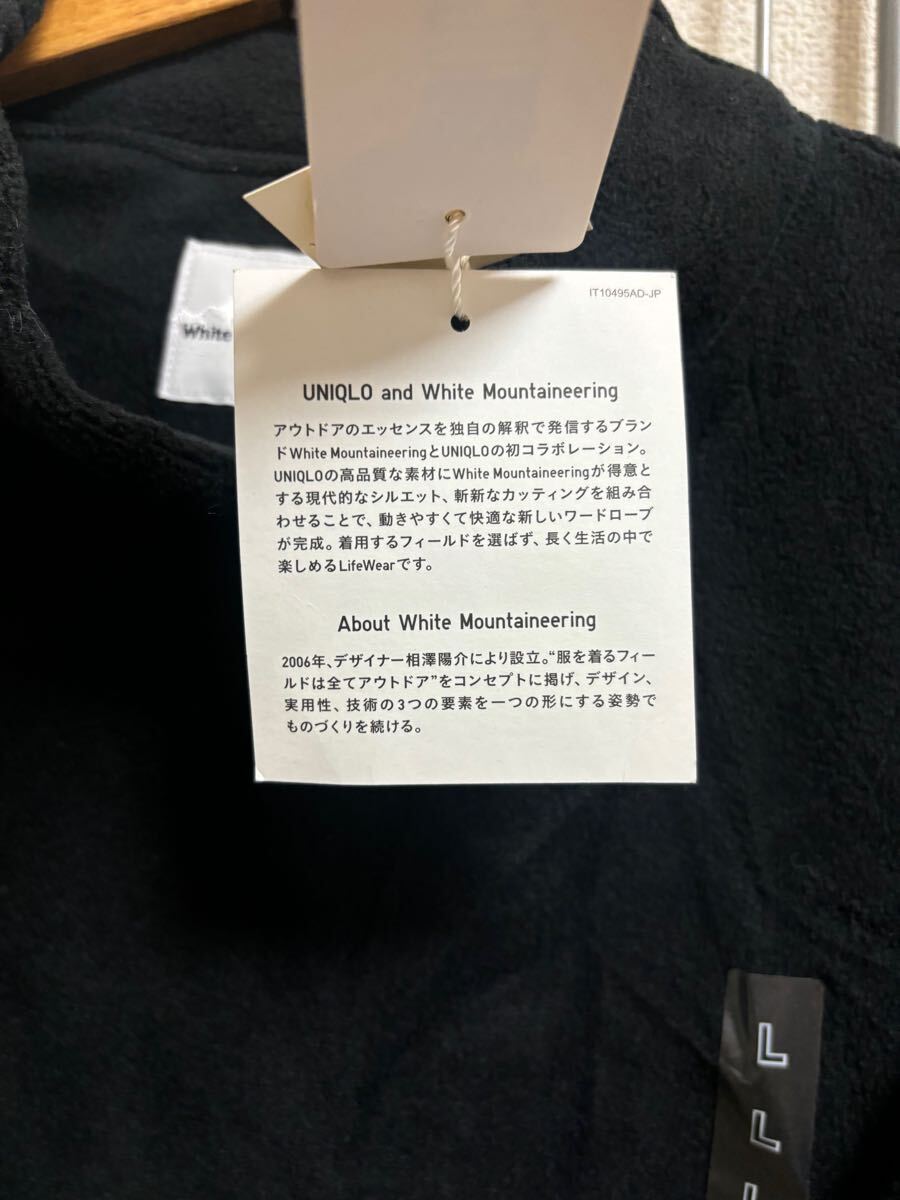 IT10495AD-JP
White
UNIQLO and White Mountaineering
アウトドアのエッセンスを独自の解釈で発信するブラン
ドWhite MountaineeringとUNIQLOの初コラボレーション。
UNIQLOの高品質な素材にWhite Mountaineeringが得意と
する現代的なシルエット、斬新なカッティングを組み合
わせることで、動きやすくて快適な新しいワードローブ
が完成。着用するフィールドを選ばず、長く生活の中で
楽しめるLifeWearです。
About White Mountaineering
2006年、デザイナー相澤陽介により設立。“服を着るフィー
ルドは全てアウトドア”をコンセプトに掲げ、デザイン、
実用性、技術の3つの要素を一つの形にする姿勢で
ものづくりを続ける。
L
L
L